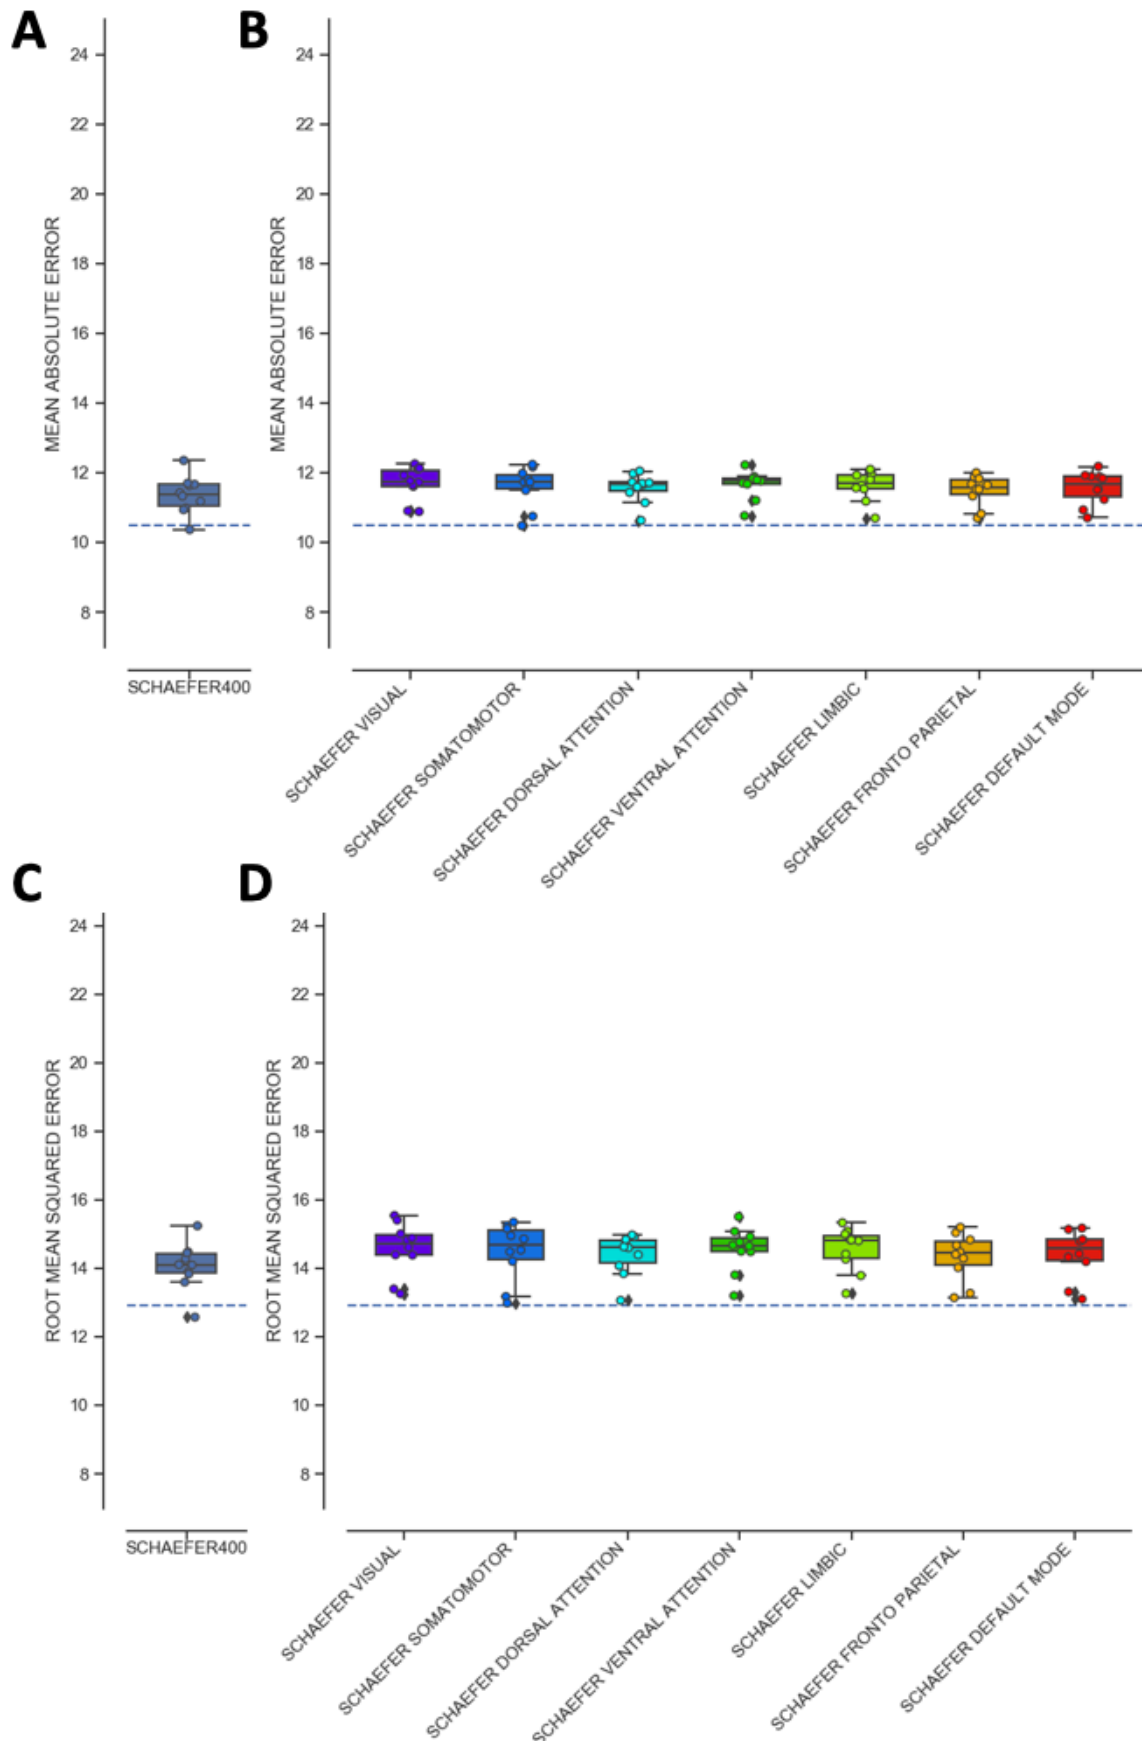 A
B
24
22
20
18
16
14
12
10
8
MEAN ABSOLUTE ERROR
SCHAEFER400
24
22
20
18
16
14
12
10
8
MEAN ABSOLUTE ERROR
SCHAEFER VISUAL
SCHAEFER SOMATOMOTOR
SCHAEFER DORSAL ATTENTION
SCHAEFER VENTRAL ATTENTION
SCHAEFER LIMBIC
SCHAEFER FRONTO PARIETAL
SCHAEFER DEFAULT MODE
C
D
24
22
20
18
16
14
12
10
8
ROOT MEAN SQUARED ERROR
SCHAEFER400
24
22
20
18
16
14
12
10
8
ROOT MEAN SQUARED ERROR
SCHAEFER VISUAL
SCHAEFER SOMATOMOTOR
SCHAEFER DORSAL ATTENTION
SCHAEFER VENTRAL ATTENTION
SCHAEFER LIMBIC
SCHAEFER FRONTO PARIETAL
SCHAEFER DEFAULT MODE